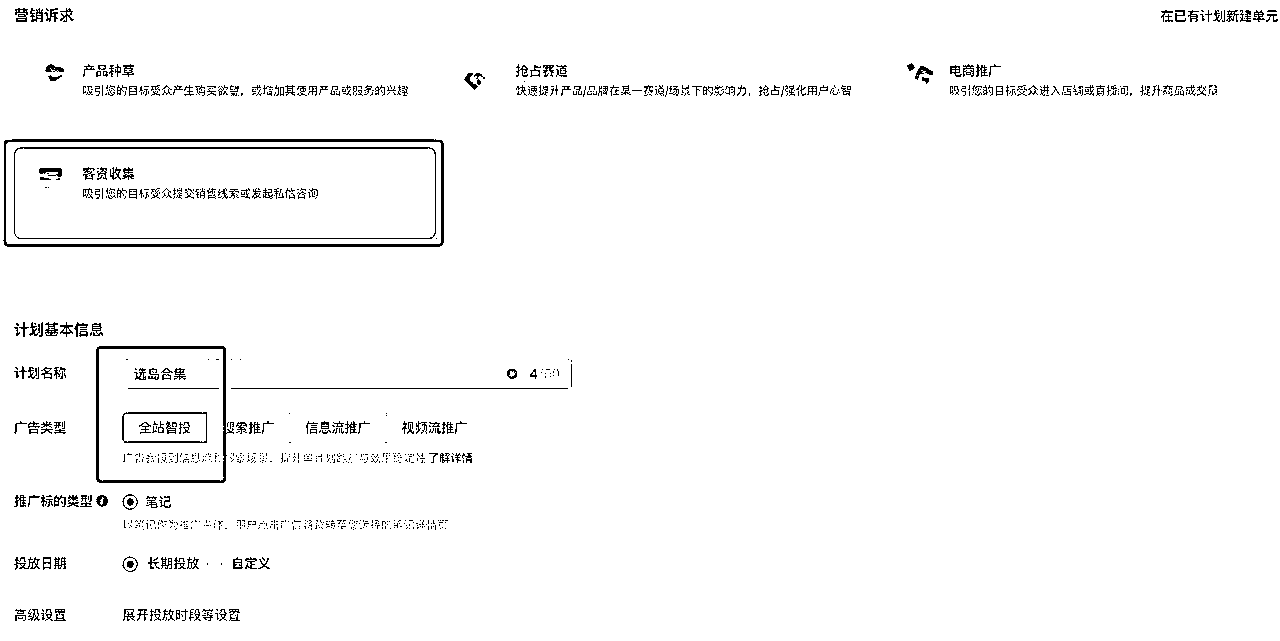 营销诉求
在已有计划新建单元
产品种草
吸引您的目标受众产生购买欲望，或增加其使用产品或服务的兴趣
抢占赛道
快速提升产品/品牌在某一赛道/场景下的影响力，抢占/强化用户心智
电商推广
吸引您的目标受众进入店铺或直播间，提升商品成交量
客资收集
吸引您的目标受众提交销售线索或发起私信咨询
计划基本信息
计划名称
选岛合集
4/50
广告类型
全站智投
搜索推广
信息流推广
视频流推广
了解详情
推广标的类型
笔记
投放日期
长期投放
自定义
高级设置
展开投放时段等设置